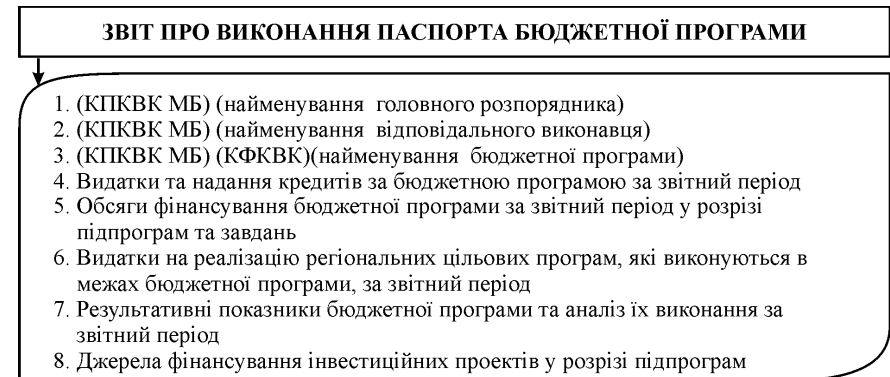 ЗВІТ ПРО ВИКОНАННЯ ПАСПОРТА БЮДЖЕТНОЇ ПРОГРАМИ
1. (КПКВК МБ) (найменування головного розпорядника)
2. (КПКВК МБ) (найменування відповідального виконавця)
3. (КПКВК МБ) (КФКВК)(найменування бюджетної програми)
4. Видатки та надання кредитів за бюджетною програмою за звітний період
5. Обсяги фінансування бюджетної програми за звітний період у розрізі
підпрограм та завдань
6. Видатки на реалізацію регіональних цільових програм, які виконуються в
межах бюджетної програми, за звітний період
7. Результативні показники бюджетної програми та аналіз їх виконання за
звітний період
8. Джерела фінансування інвестиційних проектів у розрізі підпрограм